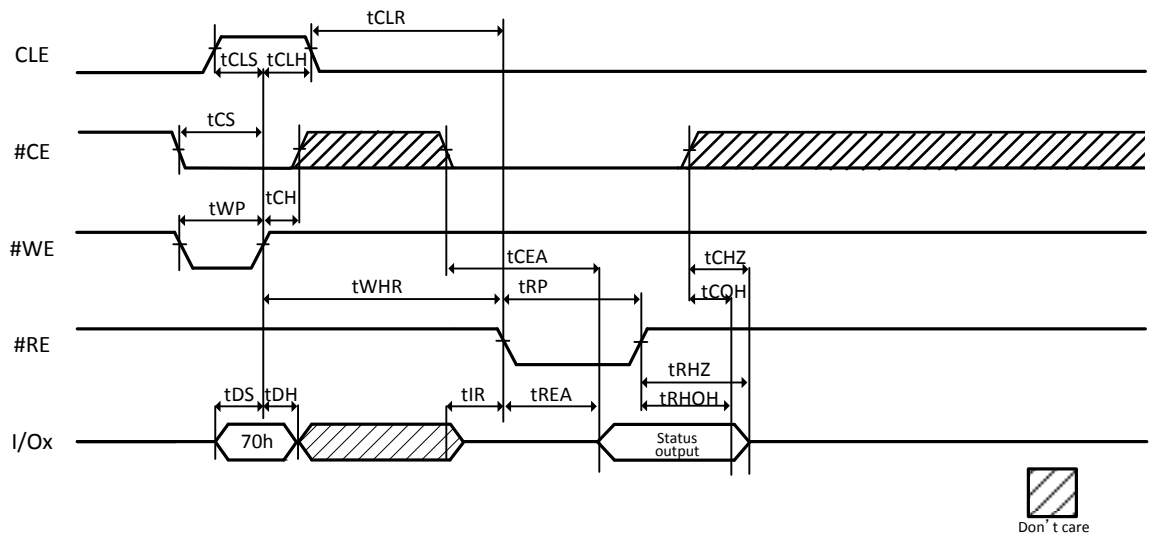 tCLR
CLE
tCLS tCLH
tCS
#CE
tCH
tWP
#WE
tCEA
tCHZ
tWHR
tRP
tCOH
#RE
tRHZ
tDS tDH
tIR
tREA
tRHOH
I/Ox
70h
Status
output
Don't care